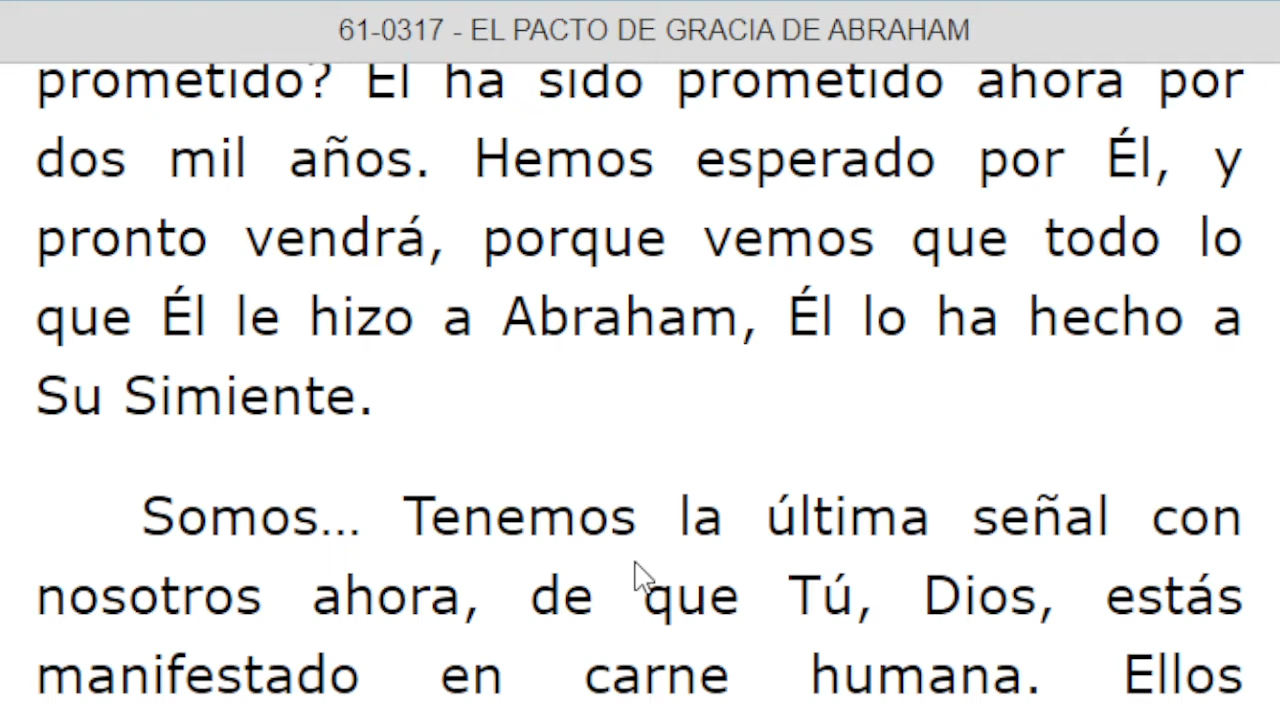 61-0317 - EL PACTO DE GRACIA DE ABRAHAM
prometido? Él ha sido prometido ahora por
dos mil años. Hemos esperado por Él, y
pronto vendrá, porque vemos que todo lo
que Él le hizo a Abraham, Él lo ha hecho a
Su Simiente.
Somos... Tenemos la última señal con
nosotros ahora, de que Tú, Dios, estás
manifestado en carne humana. Ellos